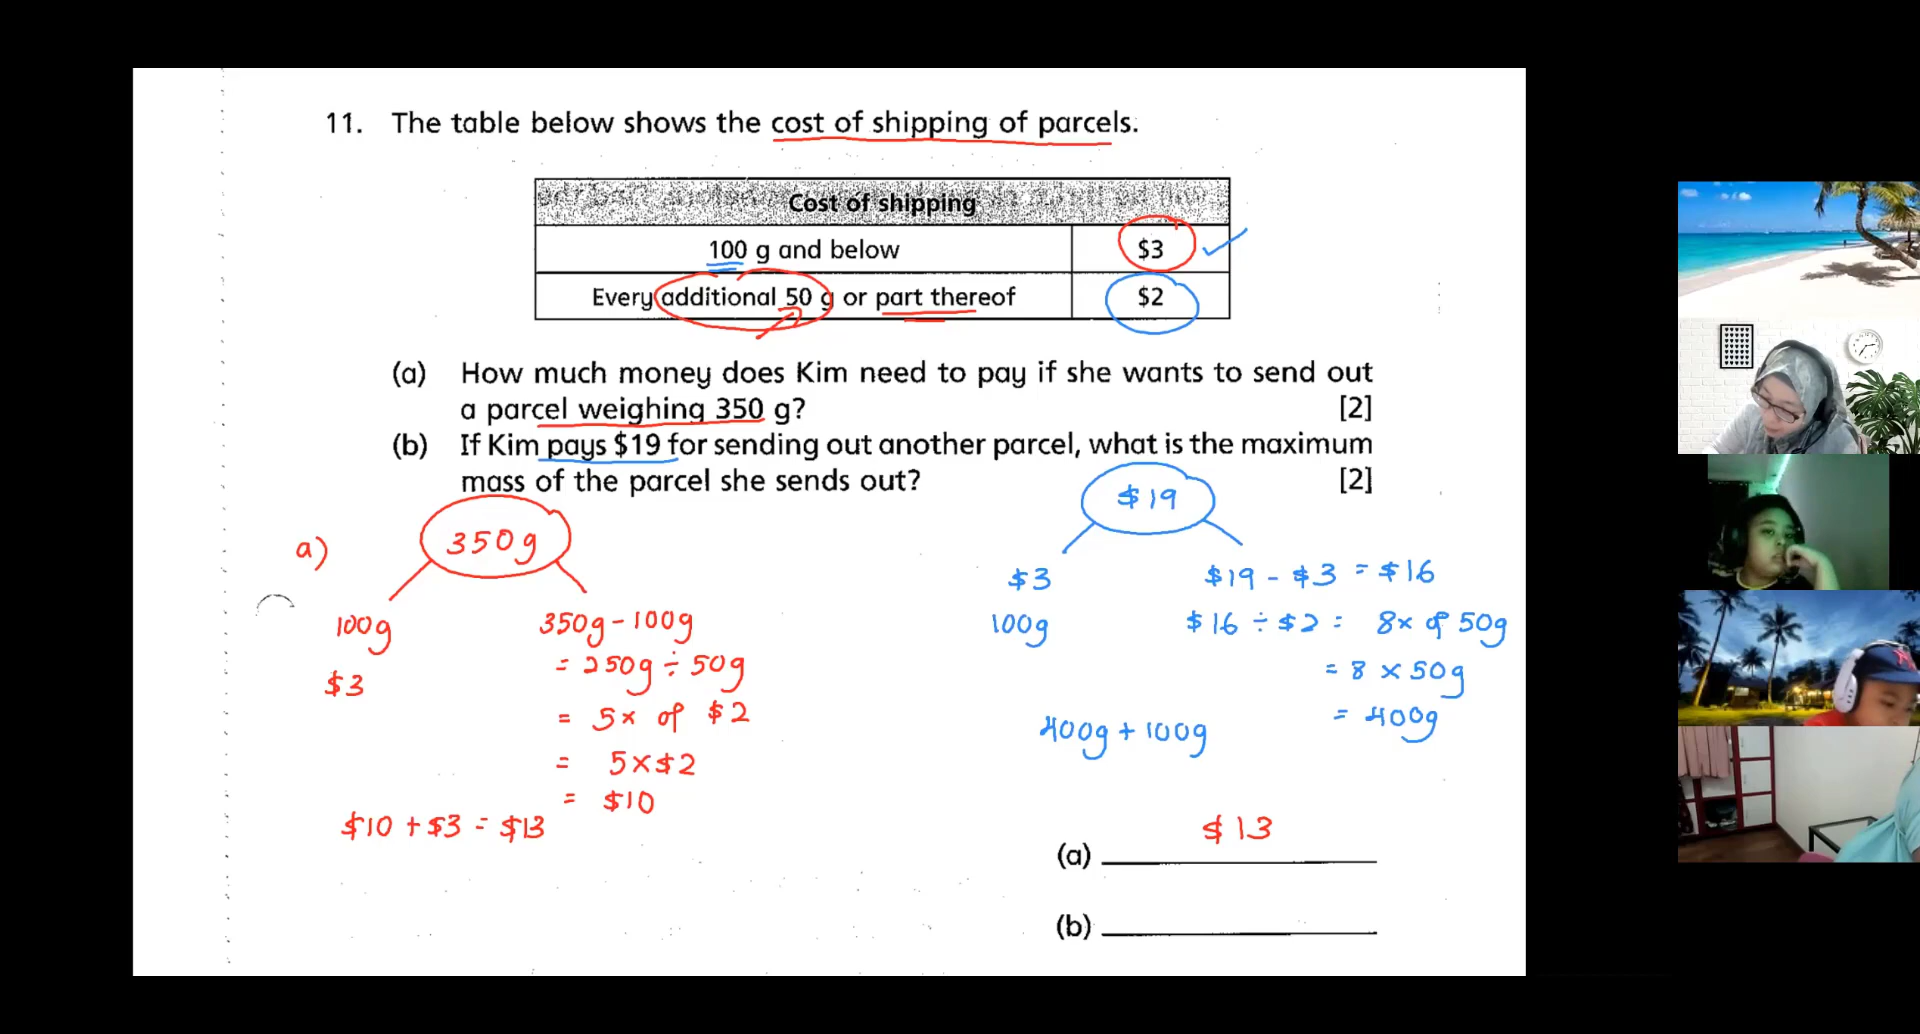 11. The table below shows the cost of shipping of parcels.
Cost of shipping
100 g and below $3
Every additional 50 g or part thereof $2
(a) How much money does Kim need to pay if she wants to send out
a parcel weighing 350 g? [2]
(b) If Kim pays $19 for sending out another parcel, what is the maximum
mass of the parcel she sends out? [2]
a) 350g
100g
$3
350g - 100g
= 250g ÷ 50g
= 5x of $2
= 5x$2
= $10
$10 + $3 = $13
$19
$3
100g
$19 - $3 = $16
$16 ÷ $2 = 8x of 50g
= 8 x 50g
= 400g
400g + 100g
(a) $13
(b)